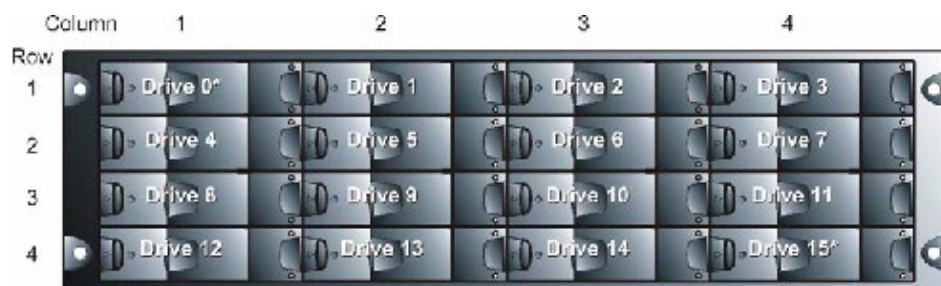 Column 1 2 3 4
Row
1 Drive 0* Drive 1 Drive 2 Drive 3
2 Drive 4 Drive 5 Drive 6 Drive 7
3 Drive 8 Drive 9 Drive 10 Drive 11
4 Drive 12 Drive 13 Drive 14 Drive 15*